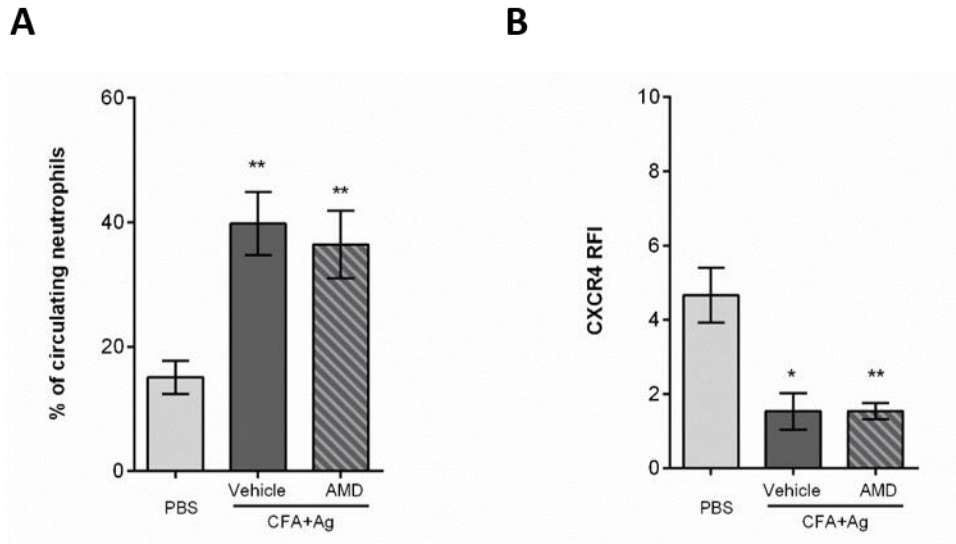 A
% of circulating neutrophils
60
40
20
0
**
**
PBS
Vehicle
AMD
CFA+Ag
B
CXCR4 RFI
10
8
6
4
2
0
*
**
PBS
Vehicle
AMD
CFA+Ag